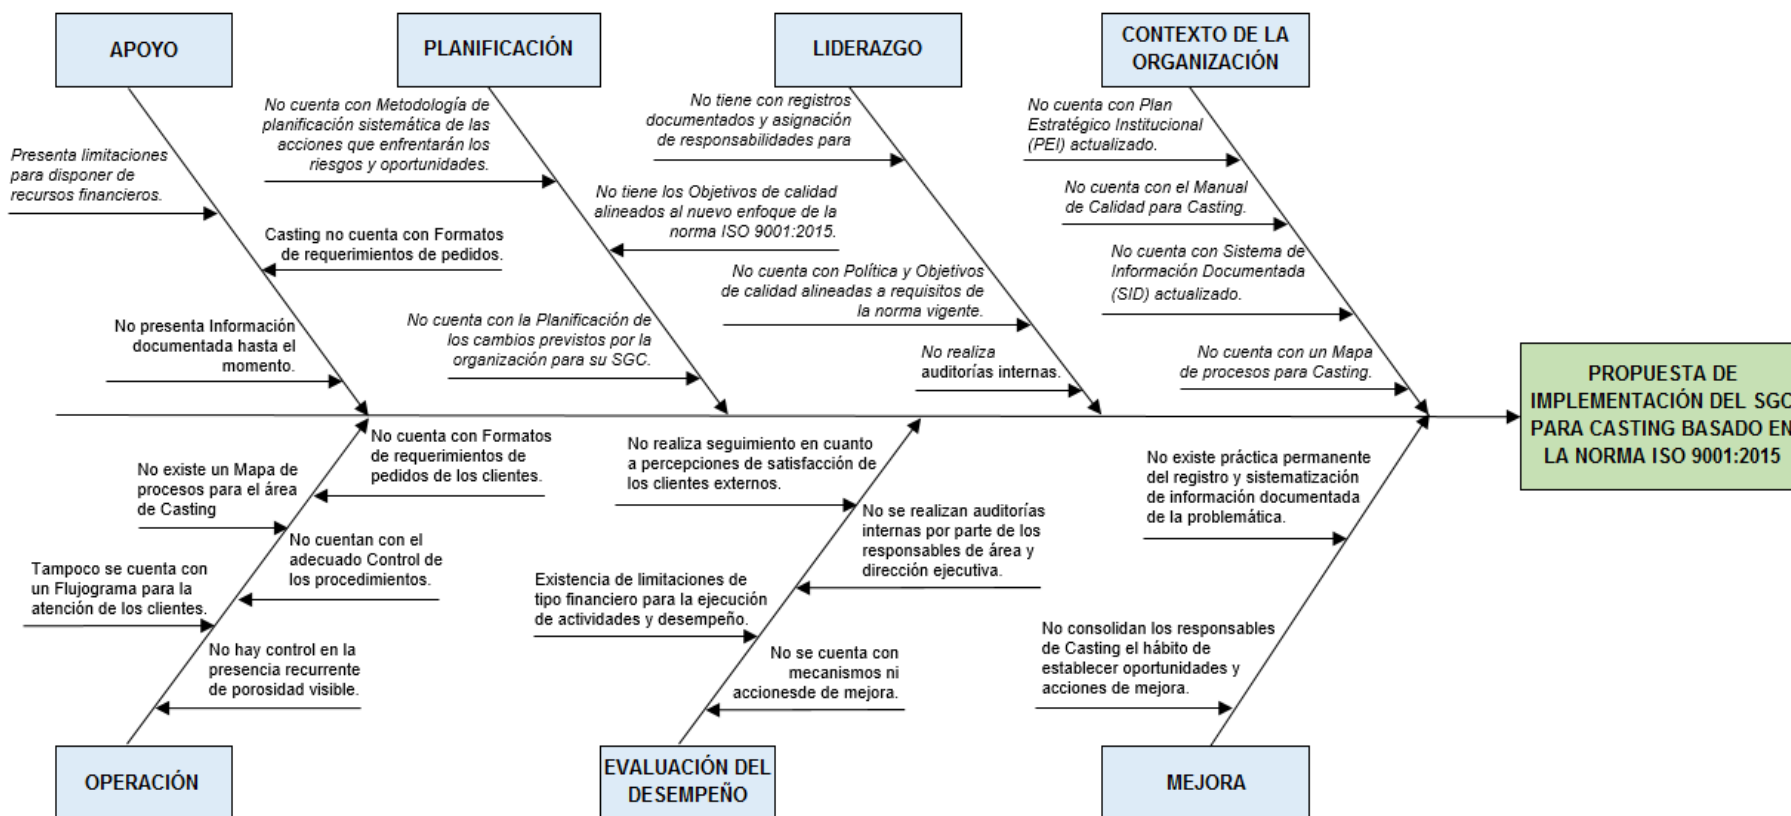 APOYO
PLANIFICACIÓN
LIDERAZGO
CONTEXTO DE LA
ORGANIZACIÓN
Presenta limitaciones
para disponer de
recursos financieros.
Casting no cuenta con Formatos
de requerimientos de pedidos.
No presenta Información
documentada hasta el
momento.
No cuenta con Metodología de
planificación sistemática de las
acciones que enfrentarán los
riesgos y oportunidades.
No tiene los Objetivos de calidad
alineados al nuevo enfoque de la
norma ISO 9001:2015.
No cuenta con la Planificación de
los cambios previstos por la
organización para su SGC.
No tiene con registros
documentados y asignación
de responsabilidades para
No cuenta con Política y Objetivos
de calidad alineadas a requisitos de
la norma vigente.
No realiza
auditorías internas.
No cuenta con Plan
Estratégico Institucional
(PEI) actualizado.
No cuenta con el Manual
de Calidad para Casting.
No cuenta con Sistema de
Información Documentada
(SID) actualizado.
No cuenta con un Mapa
de procesos para Casting.
PROPUESTA DE
IMPLEMENTACIÓN DEL SGC
PARA CASTING BASADO EN
LA NORMA ISO 9001:2015
No cuenta con Formatos
de requerimientos de
pedidos de los clientes.
No existe un Mapa de
procesos para el área
de Casting
No cuentan con el
adecuado Control de
los procedimientos.
Tampoco se cuenta con
un Flujograma para la
atención de los clientes.
No hay control en la
presencia recurrente
de porosidad visible.
No realiza seguimiento en cuanto
a percepciones de satisfacción de
los clientes externos.
No se realizan auditorías
internas por parte de los
responsables de área y
dirección ejecutiva.
Existencia de limitaciones de
tipo financiero para la ejecución
de actividades y desempeño.
No se cuenta con
mecanismos ni
accionesde de mejora.
No existe práctica permanente
del registro y sistematización
de información documentada
de la problemática.
No consolidan los responsables
de Casting el hábito de
establecer oportunidades y
acciones de mejora.
OPERACIÓN
EVALUACIÓN DEL
DESEMPEÑO
MEJORA